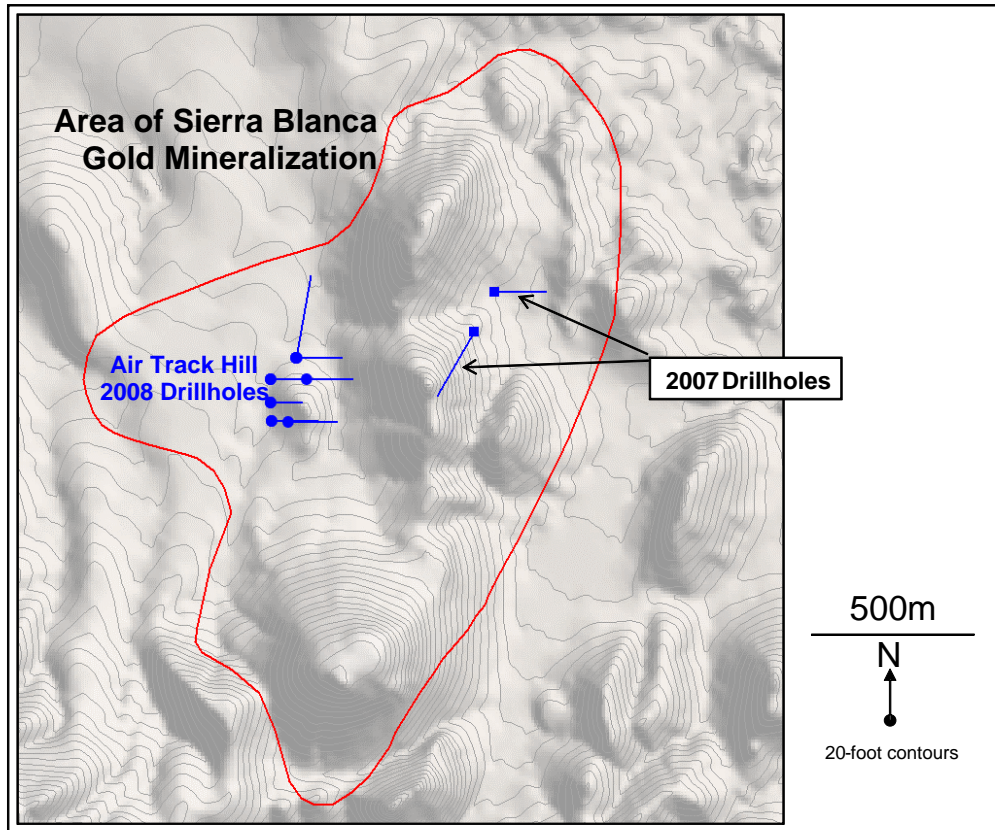 Area of Sierra Blanca
Gold Mineralization
Air Track Hill
2008 Drillholes
2007 Drillholes
500m
N
20-foot contours